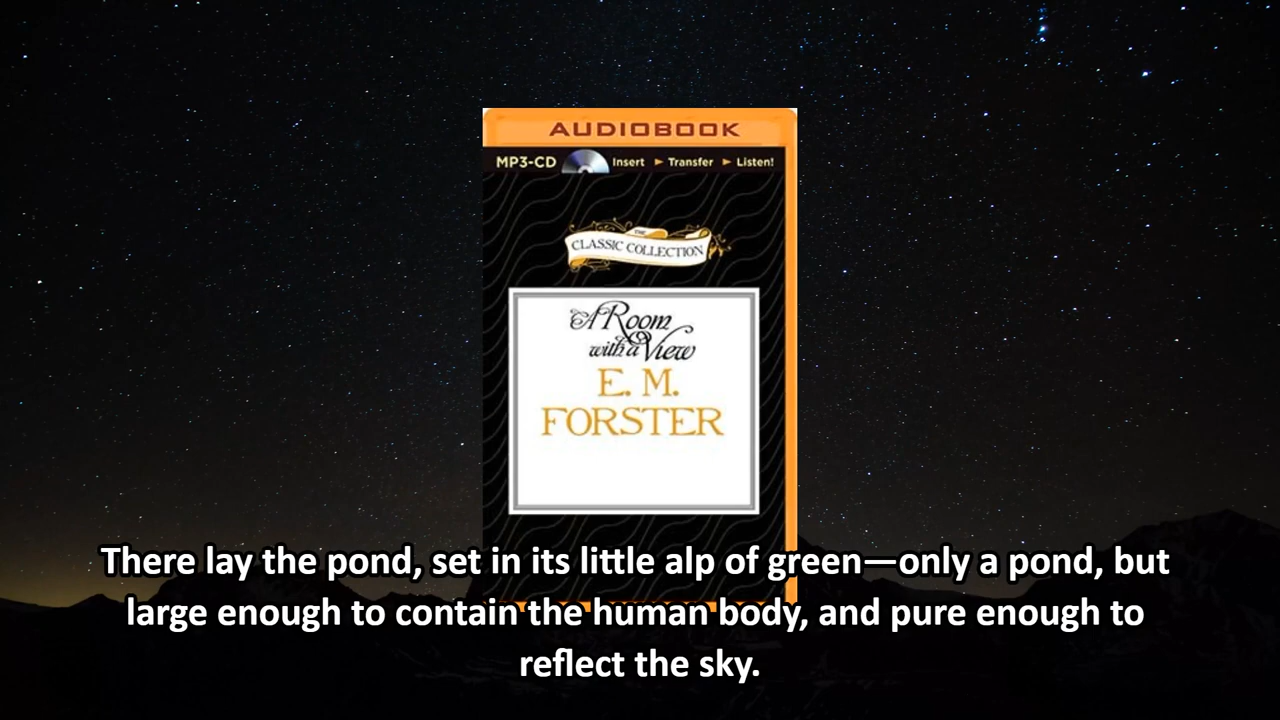 AUDIOBOOK
MP3-CD Insert ► Transfer ► Listen!
THE
CLASSIC COLLECTION
A Room
with a View
E. M.
FORSTER
There lay the pond, set in its little alp of green—only a pond, but
large enough to contain the human body, and pure enough to
reflect the sky.